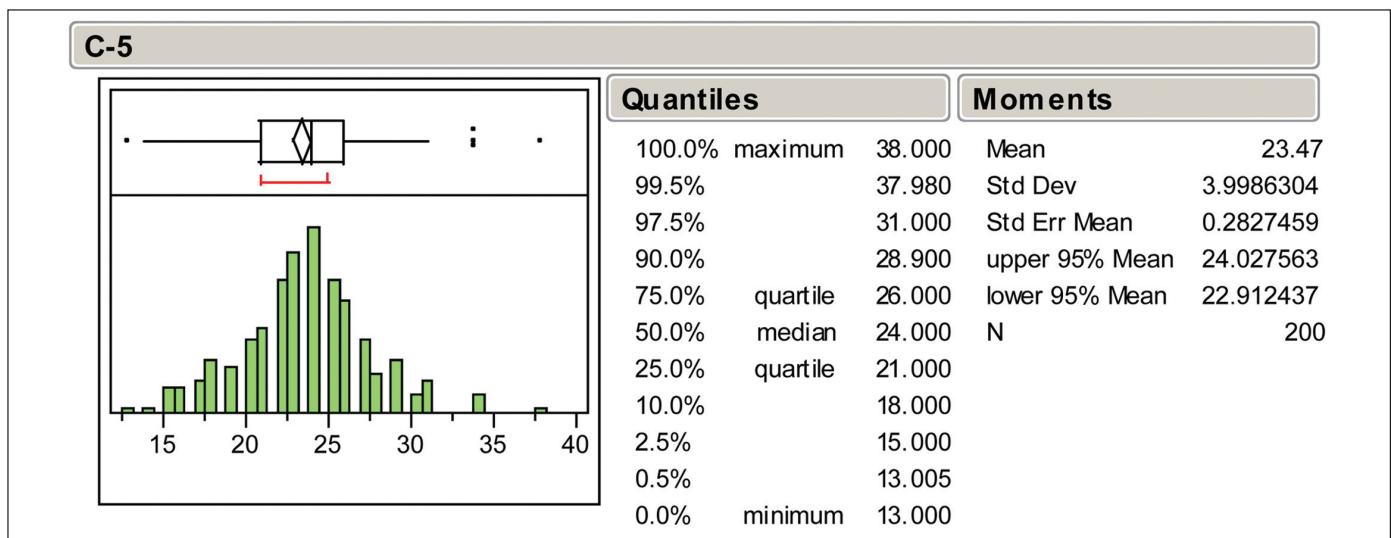 C-5
15 20 25 30 35 40
Quantiles
100.0% maximum 38.000
99.5% 37.980
97.5% 31.000
90.0% 28.900
75.0% quartile 26.000
50.0% median 24.000
25.0% quartile 21.000
10.0% 18.000
2.5% 15.000
0.5% 13.005
0.0% minimum 13.000
Moments
Mean 23.47
Std Dev 3.9986304
Std Err Mean 0.2827459
upper 95% Mean 24.027563
lower 95% Mean 22.912437
N 200